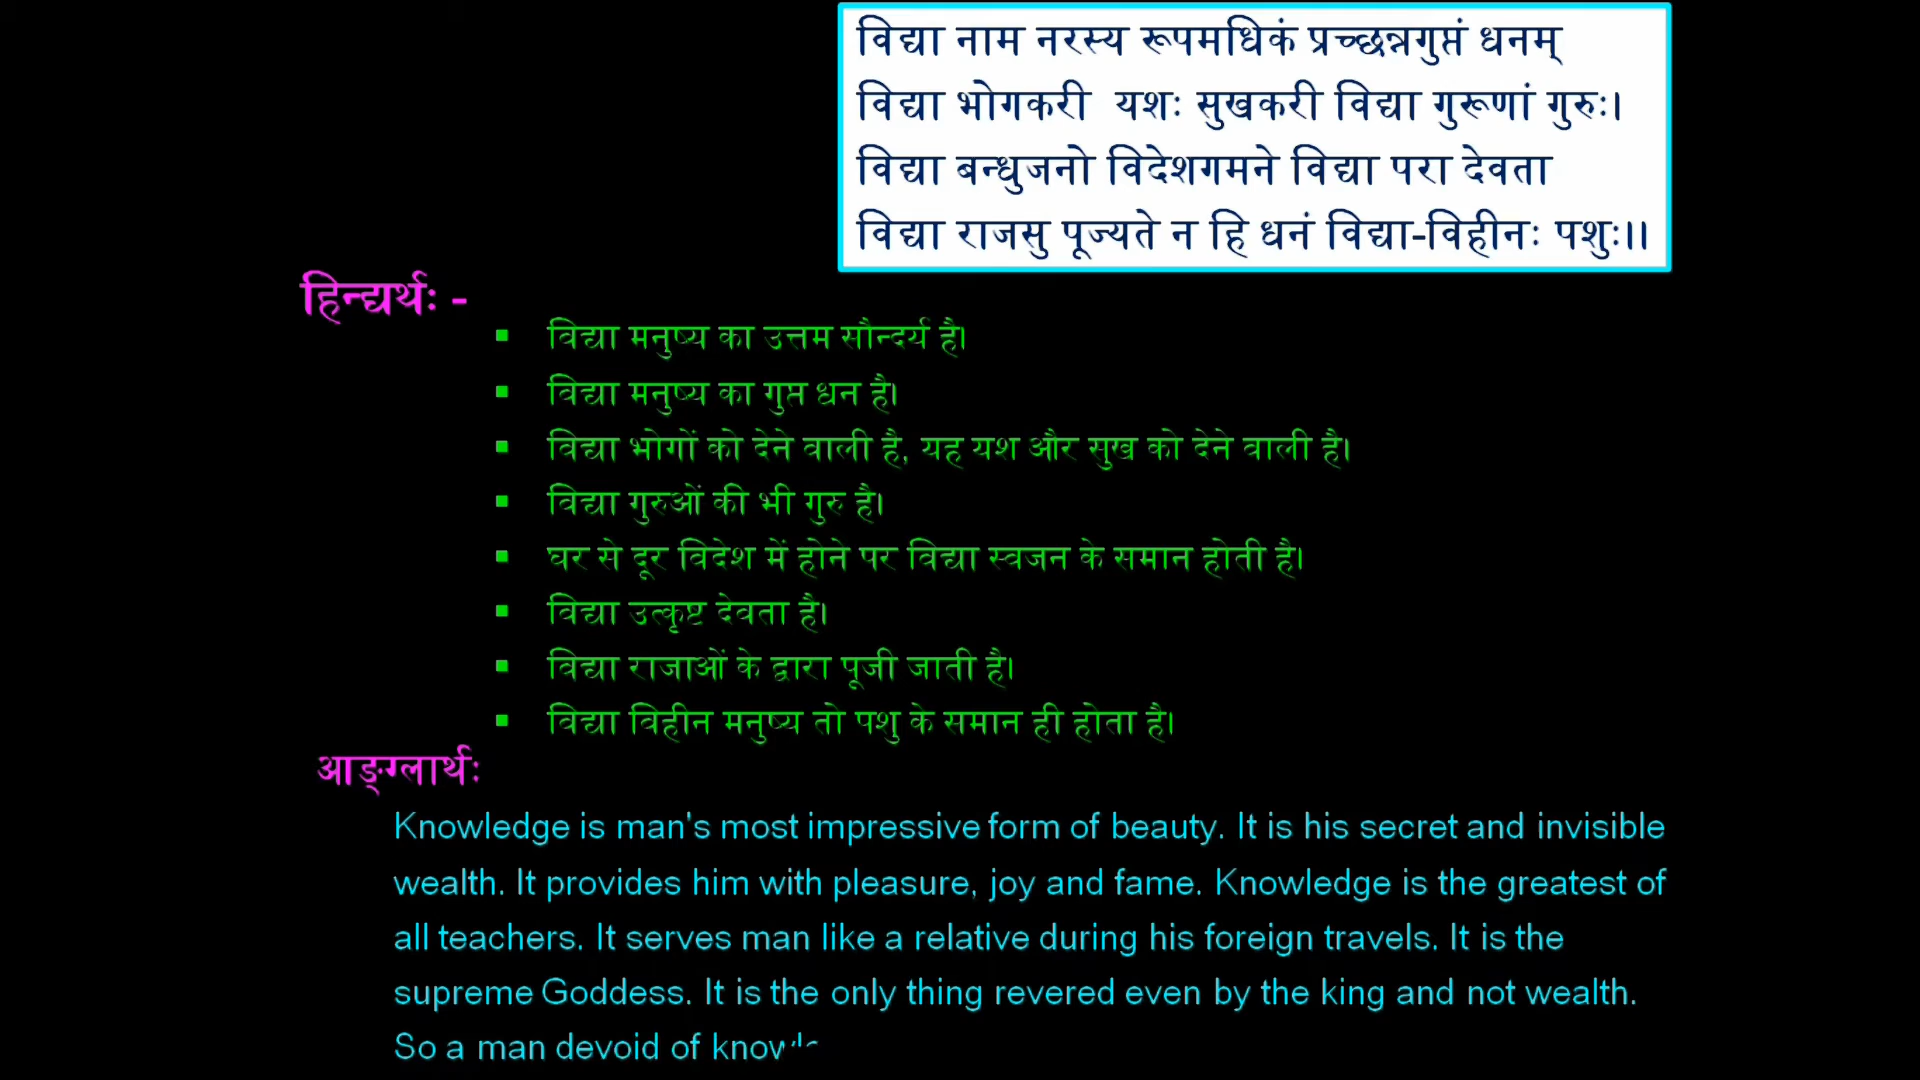 विद्या नाम नरस्य रूपमधिकं प्रच्छन्नगुप्तं धनम्
विद्या भोगकरी यशः सुखकरी विद्या गुरूणां गुरुः।
विद्या बन्धुजनो विदेशगमने विद्या परा देवता
विद्या राजसु पूज्यते न हि धनं विद्या-विहीनः पशुः॥
हिन्द्यर्थः -
▪ विद्या मनुष्य का उत्तम सौन्दर्य है।
▪ विद्या मनुष्य का गुप्त धन है।
▪ विद्या भोगों को देने वाली है, यह यश और सुख को देने वाली है।
▪ विद्या गुरुओं की भी गुरु है।
▪ घर से दूर विदेश में होने पर विद्या स्वजन के समान होती है।
▪ विद्या उत्कृष्ट देवता है।
▪ विद्या राजाओं के द्वारा पूजी जाती है।
▪ विद्या विहीन मनुष्य तो पशु के समान ही होता है।
आङ्ग्लार्थः
Knowledge is man's most impressive form of beauty. It is his secret and invisible
wealth. It provides him with pleasure, joy and fame. Knowledge is the greatest of
all teachers. It serves man like a relative during his foreign travels. It is the
supreme Goddess. It is the only thing revered even by the king and not wealth.
So a man devoid of